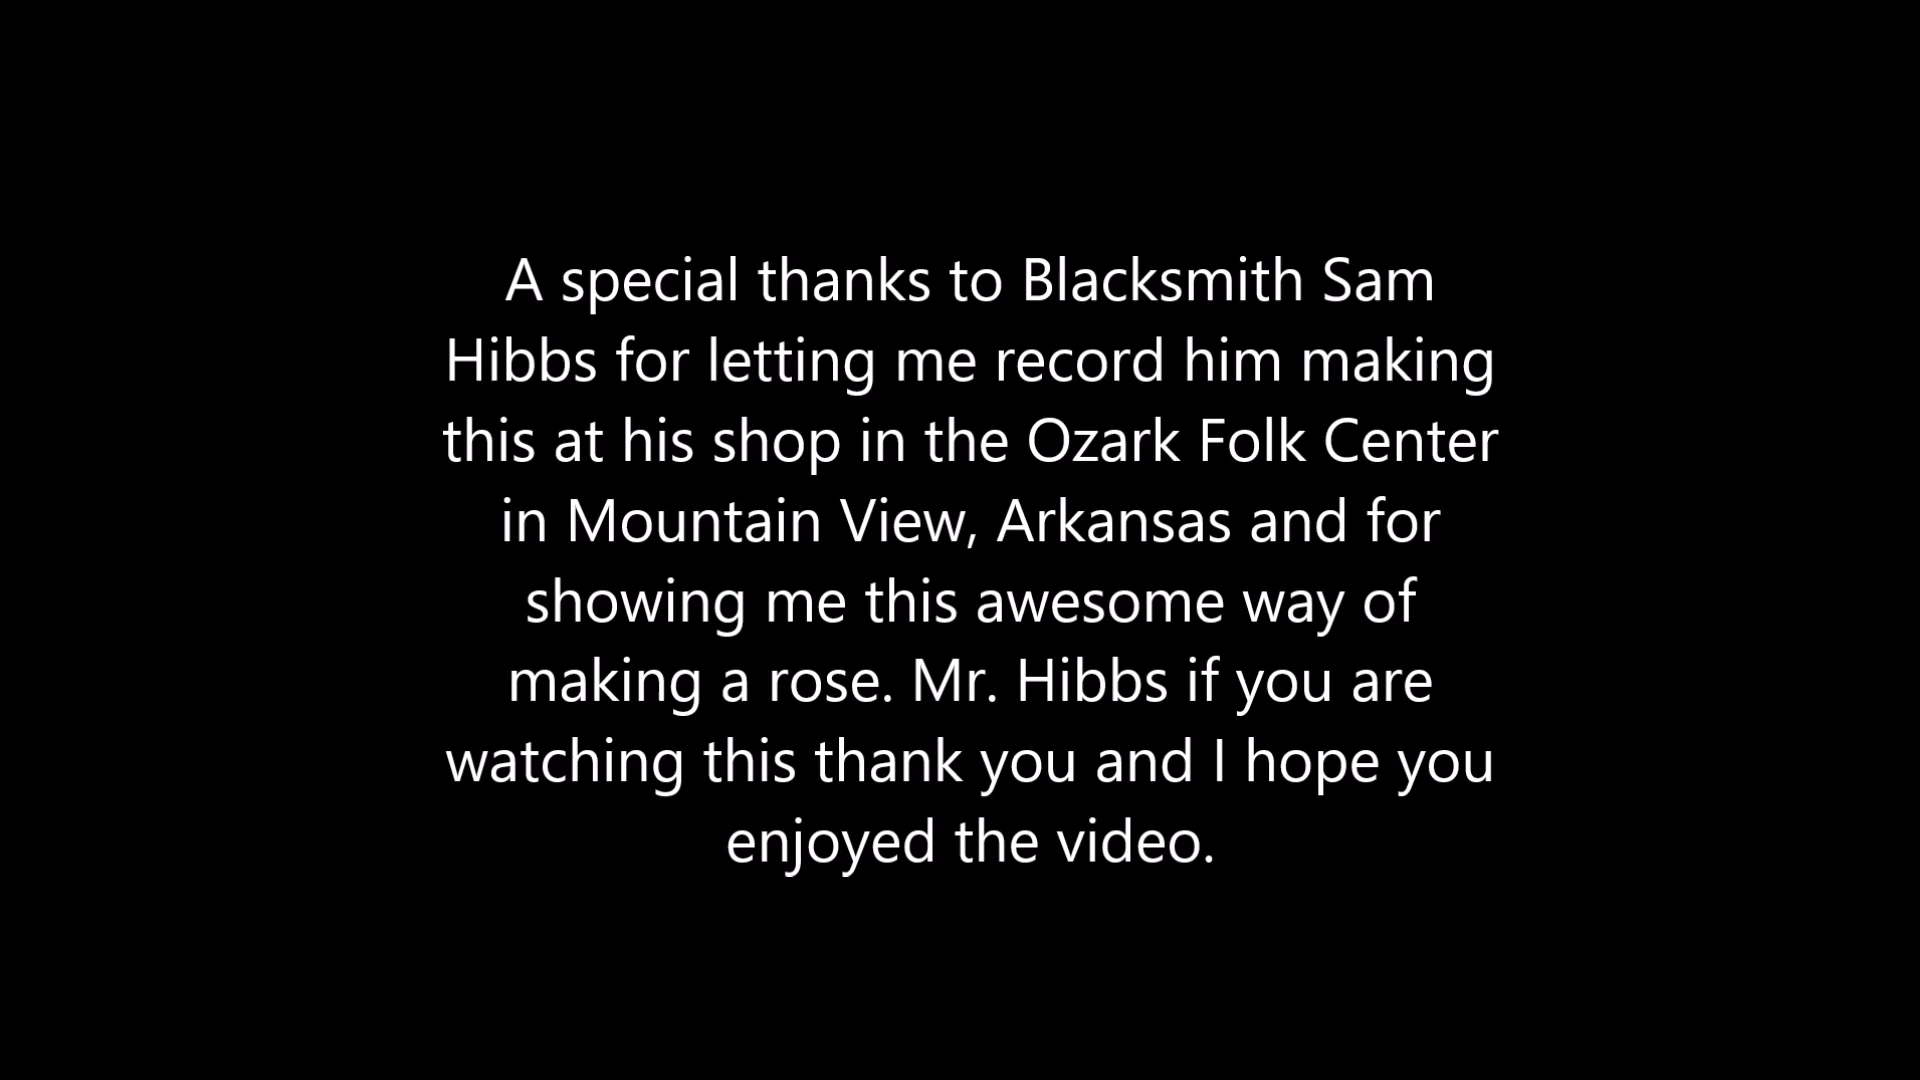 A special thanks to Blacksmith Sam
Hibbs for letting me record him making
this at his shop in the Ozark Folk Center
in Mountain View, Arkansas and for
showing me this awesome way of
making a rose. Mr. Hibbs if you are
watching this thank you and I hope you
enjoyed the video.